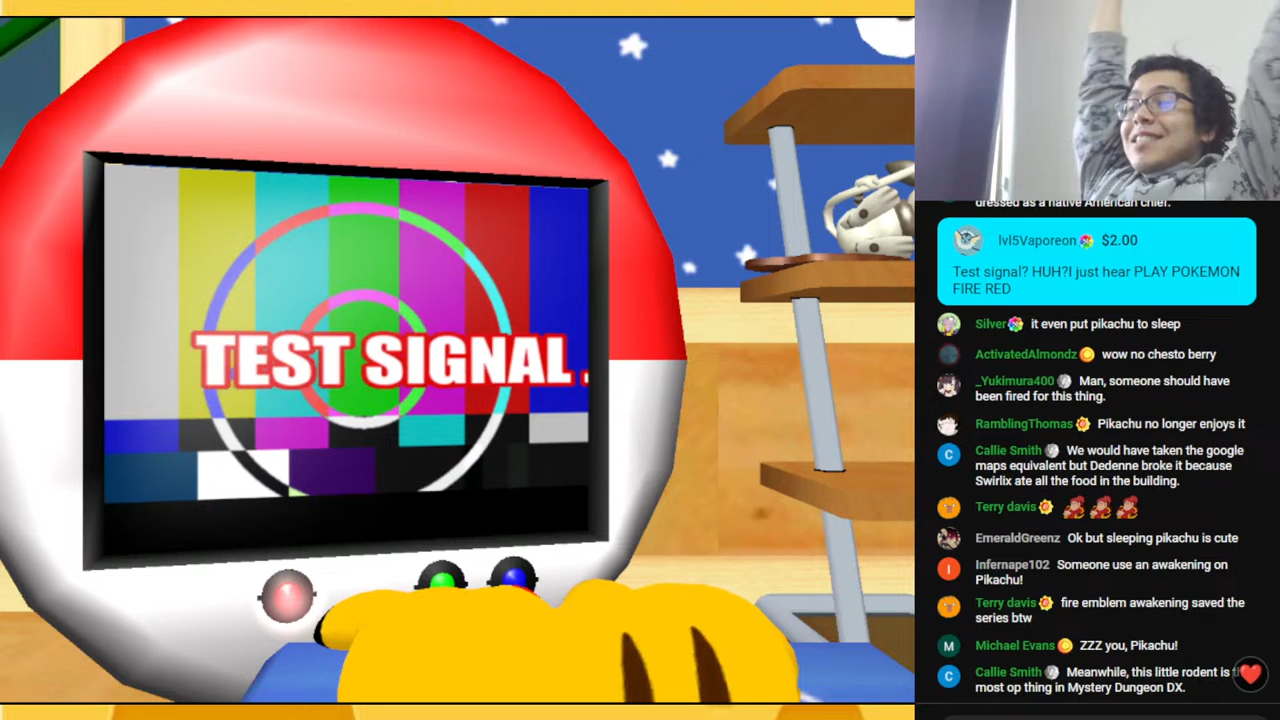 TEST SIGNAL .
dressed as a native American chief.
lvl5Vaporeon $2.00
Test signal? HUH?I just hear PLAY POKEMON
FIRE RED
Silver it even put pikachu to sleep
ActivatedAlmondz wow no chesto berry
_Yukimura400 Man, someone should have
been fired for this thing.
RamblingThomas Pikachu no longer enjoys it
C Callie Smith We would have taken the google
maps equivalent but Dedenne broke it because
Swirlix ate all the food in the building.
Terry davis
EmeraldGreenz Ok but sleeping pikachu is cute
I Infernape102 Someone use an awakening on
Pikachu!
Terry davis fire emblem awakening saved the
series btw
M Michael Evans ZZZ you, Pikachu!
C Callie Smith Meanwhile, this little rodent is
most op thing in Mystery Dungeon DX.